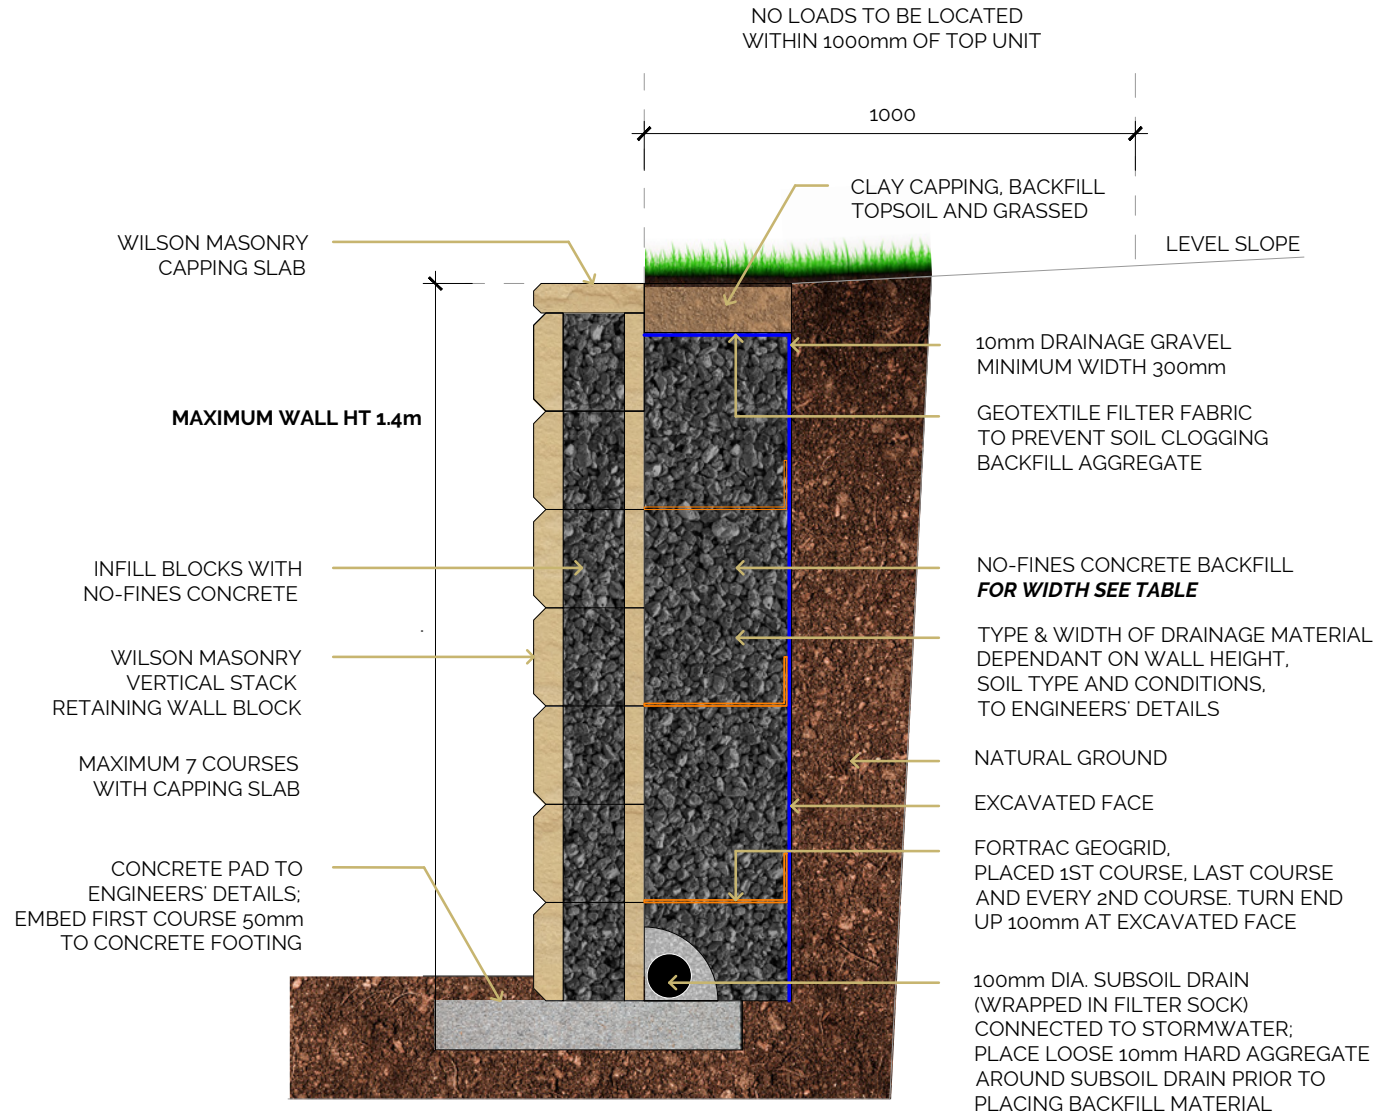 NO LOADS TO BE LOCATED
WITHIN 1000mm OF TOP UNIT
1000
CLAY CAPPING, BACKFILL
TOPSOIL AND GRASSED
LEVEL SLOPE
WILSON MASONRY
CAPPING SLAB
10mm DRAINAGE GRAVEL
MINIMUM WIDTH 300mm
MAXIMUM WALL HT 1.4m
GEOTEXTILE FILTER FABRIC
TO PREVENT SOIL CLOGGING
BACKFILL AGGREGATE
INFILL BLOCKS WITH
NO-FINES CONCRETE
NO-FINES CONCRETE BACKFILL
FOR WIDTH SEE TABLE
TYPE & WIDTH OF DRAINAGE MATERIAL
DEPENDANT ON WALL HEIGHT,
SOIL TYPE AND CONDITIONS,
TO ENGINEERS' DETAILS
WILSON MASONRY
VERTICAL STACK
RETAINING WALL BLOCK
MAXIMUM 7 COURSES
WITH CAPPING SLAB
NATURAL GROUND
EXCAVATED FACE
FORTRAC GEOGRID,
PLACED 1ST COURSE, LAST COURSE
AND EVERY 2ND COURSE. TURN END
UP 100mm AT EXCAVATED FACE
CONCRETE PAD TO
ENGINEERS' DETAILS;
EMBED FIRST COURSE 50mm
TO CONCRETE FOOTING
100mm DIA. SUBSOIL DRAIN
(WRAPPED IN FILTER SOCK)
CONNECTED TO STORMWATER;
PLACE LOOSE 10mm HARD AGGREGATE
AROUND SUBSOIL DRAIN PRIOR TO
PLACING BACKFILL MATERIAL